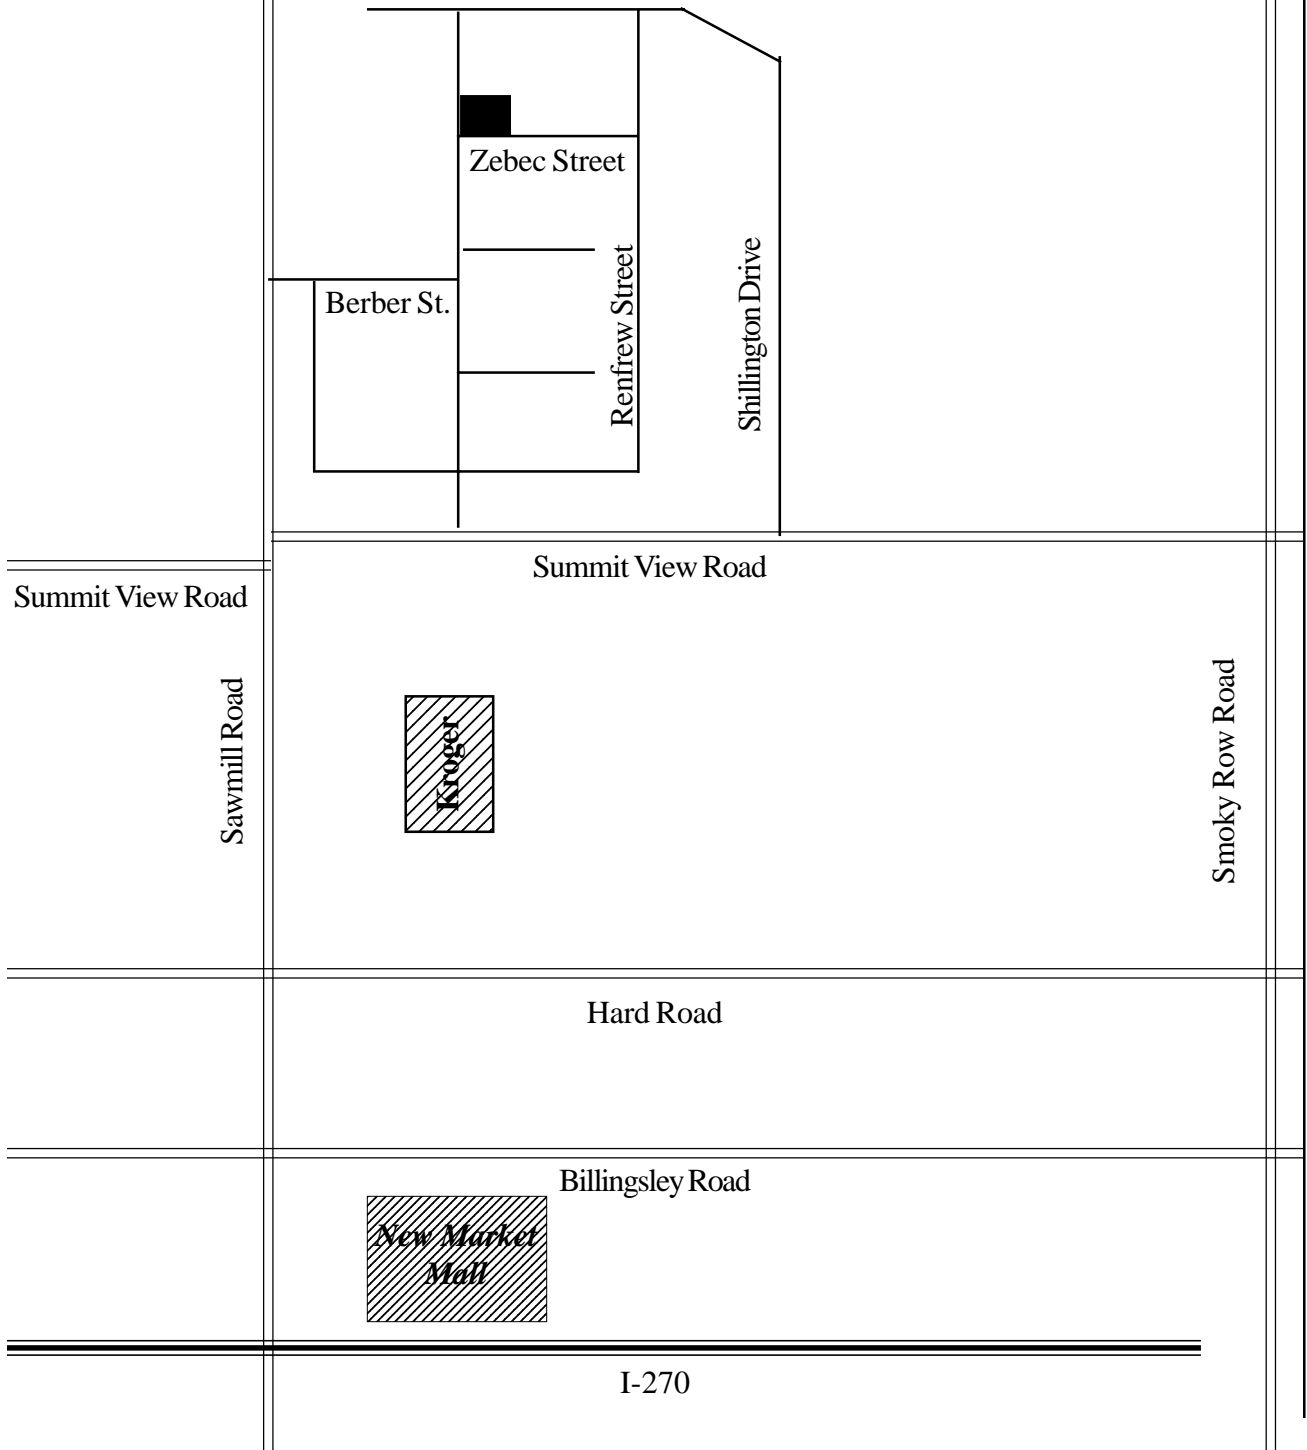 Zebec Street
Berber St.
Renfrew Street
Shillington Drive
Summit View Road
Summit View Road
Sawmill Road
Kroger
Smoky Row Road
Hard Road
Billingsley Road
New Market
Mall
I-270